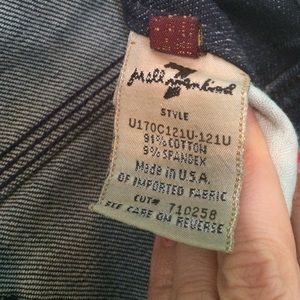 7
for all mankind
STYLE
U170C121U-121U
91% COTTON
9% SPANDEX
Made in U.S.A.
OF IMPORTED FABRIC
CUT# 710258
SEE CARE ON REVERSE